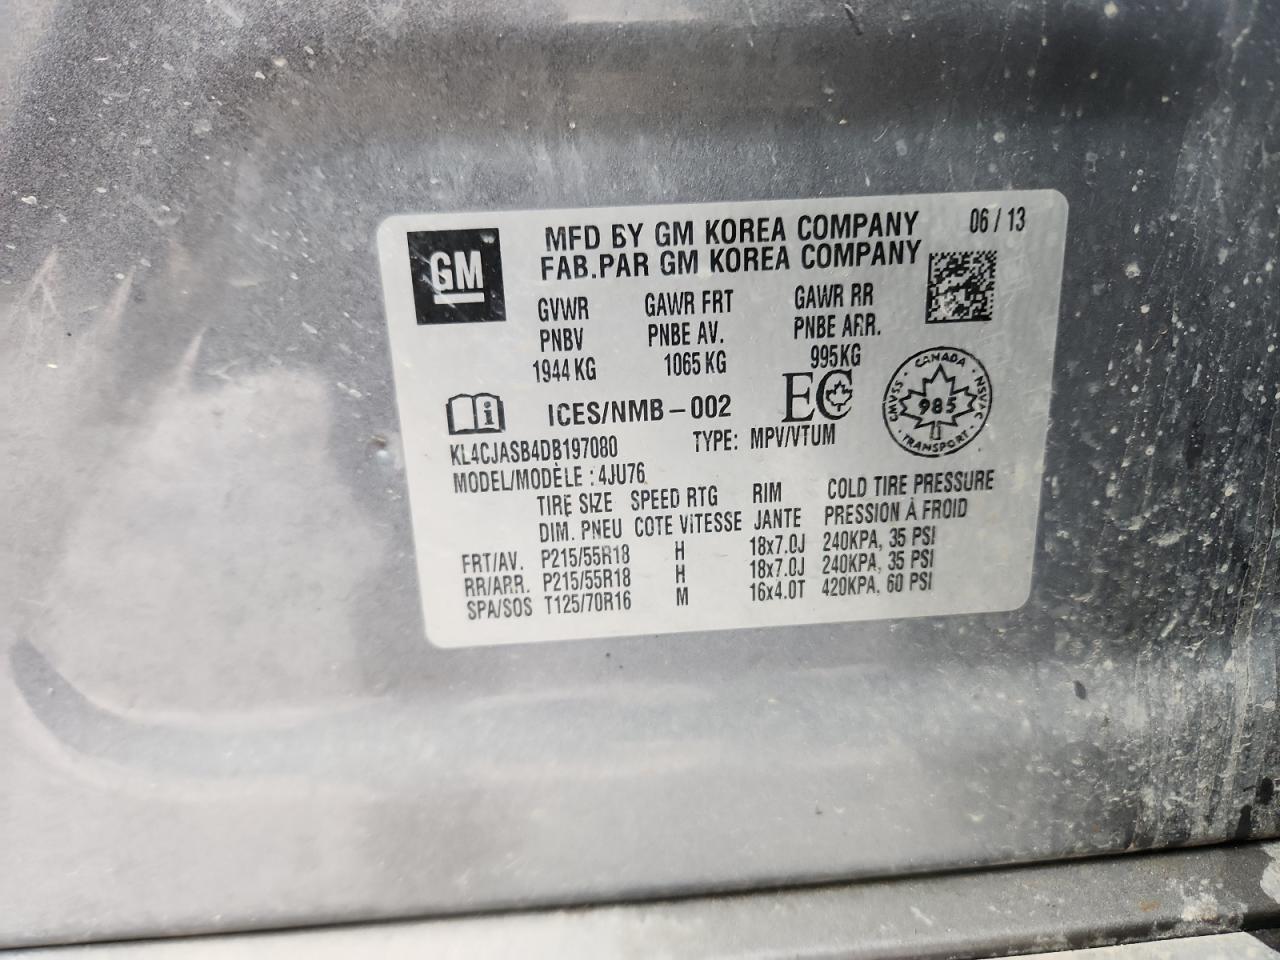 GM
MFD BY GM KOREA COMPANY 06 / 13
FAB.PAR GM KOREA COMPANY
GVWR GAWR FRT GAWR RR
PNBV PNBE AV. PNBE ARR.
1944 KG 1065 KG 995KG
ICES/NMB-002 EC
CANADA
CMVSS NSVAC
985
TRANSPORT
KL4CJASB4DB197080 TYPE: MPV/VTUM
MODEL/MODÈLE : 4JU76
TIRE SIZE SPEED RTG RIM COLD TIRE PRESSURE
DIM. PNEU COTE VITESSE JANTE PRESSION À FROID
FRT/AV. P215/55R18 H 18x7.0J 240KPA, 35 PSI
RR/ARR. P215/55R18 H 18x7.0J 240KPA, 35 PSI
SPA/SOS T125/70R16 M 16x4.0T 420KPA, 60 PSI